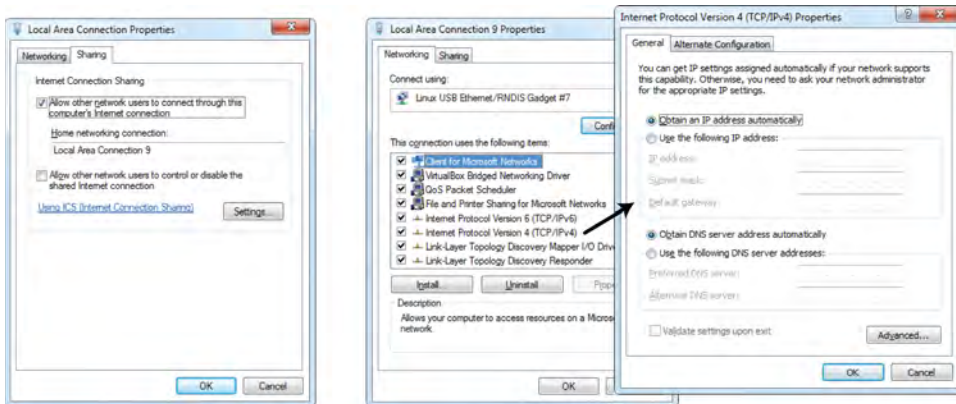 Local Area Connection Properties
Networking Sharing
Internet Connection Sharing
Allow other network users to connect through this
computer's Internet connection
Home networking connection:
Local Area Connection 9
Allow other network users to control or disable the
shared Internet connection
Using ICS (Internet Connection Sharing)
Settings...
OK Cancel
Local Area Connection 9 Properties
Networking Sharing
Connect using:
Linux USB Ethernet/RNDIS Gadget #7
Confi
This connection uses the following items:
Client for Microsoft Networks
VirtualBox Bridged Networking Driver
QoS Packet Scheduler
File and Printer Sharing for Microsoft Networks
Internet Protocol Version 6 (TCP/IPv6)
Internet Protocol Version 4 (TCP/IPv4)
Link-Layer Topology Discovery Mapper I/O Drive
Link-Layer Topology Discovery Responder
Install... Uninstall Prope
Description
Allows your computer to access resources on a Microso
network.
OK
Internet Protocol Version 4 (TCP/IPv4) Properties
General Alternate Configuration
You can get IP settings assigned automatically if your network supports
this capability. Otherwise, you need to ask your network administrator
for the appropriate IP settings.
Obtain an IP address automatically
Use the following IP address:
IP address:
Subnet mask:
Default gateway:
Obtain DNS server address automatically
Use the following DNS server addresses:
Preferred DNS server:
Alternate DNS server:
Validate settings upon exit
Advanced...
OK Cancel